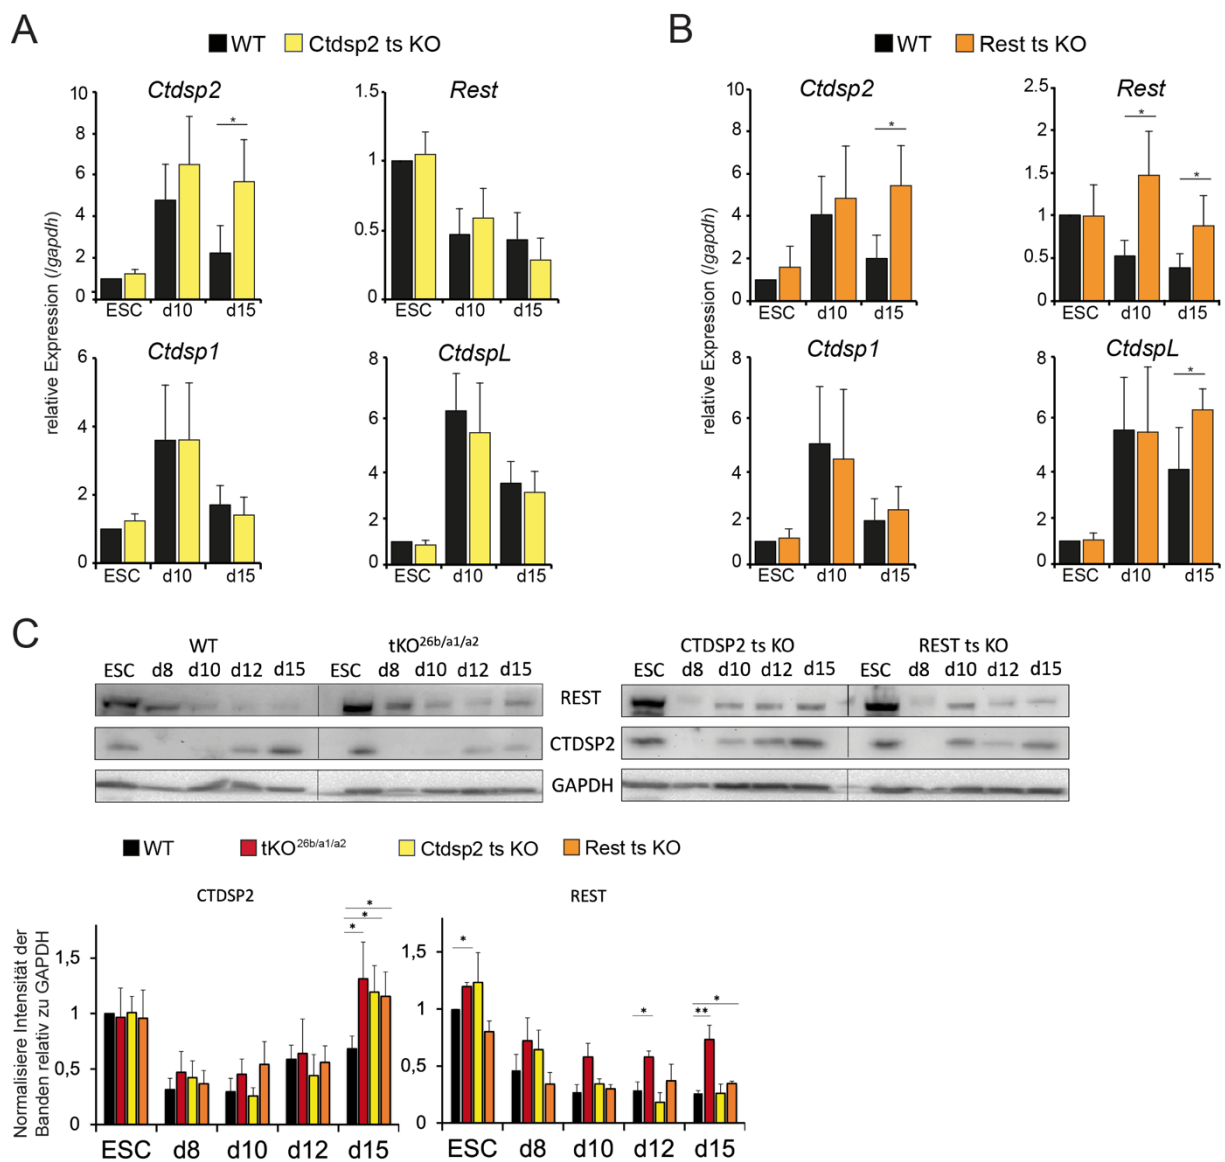 A
WT Ctdsp2 ts KO
relative Expression (/gapdh)
Ctdsp2
10
8
6
4
2
0
*
ESC d10 d15
Rest
1.5
1
0.5
0
ESC d10 d15
Ctdsp1
6
4
2
0
ESC d10 d15
CtdspL
8
6
4
2
0
ESC d10 d15
B
WT Rest ts KO
relative Expression (/gapdh)
Ctdsp2
10
8
6
4
2
0
*
ESC d10 d15
Rest
2.5
2
1.5
1
0.5
0
*
*
ESC d10 d15
Ctdsp1
8
6
4
2
0
ESC d10 d15
CtdspL
8
6
4
2
0
*
ESC d10 d15
C
WT tKO26b/a1/a2 CTDSP2 ts KO REST ts KO
ESC d8 d10 d12 d15 ESC d8 d10 d12 d15 ESC d8 d10 d12 d15 ESC d8 d10 d12 d15
REST
CTDSP2
GAPDH
WT tKO26b/a1/a2 Ctdsp2 ts KO Rest ts KO
Normalisiere Intensität der
Banden relativ zu GAPDH
CTDSP2
1,5
1
0,5
0
*
*
*
ESC d8 d10 d12 d15
REST
1,5
1
0,5
0
*
*
*
**
ESC d8 d10 d12 d15